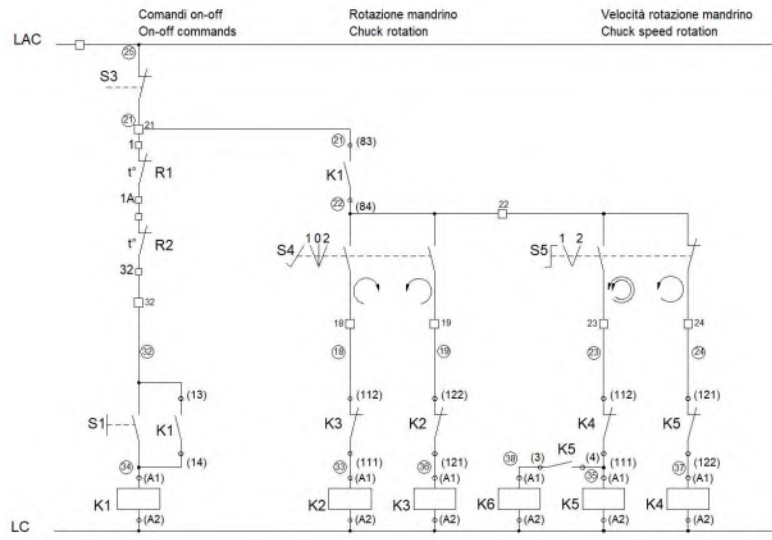 Comandi on-off
On-off commands
Rotazione mandrino
Chuck rotation
Velocità rotazione mandrino
Chuck speed rotation
LAC
25
S3
21 21
21 (83)
1
t° R1
K1
1A
22 (84)
22
t° R2
S4 1 0 2
S5 1 2
32
32
18
19
23
24
32
18
19
23
24
(13)
(112)
(122)
(112)
(121)
S1
K1
K3
K2
K4
K5
K5
(14)
38
(3)
(4)
34
33 (111)
36 (121)
35 (111)
37 (122)
(A1)
(A1)
(A1)
(A1)
(A1)
(A1)
K1
K2
K3
K6
K5
K4
(A2)
(A2)
(A2)
(A2)
(A2)
(A2)
LC